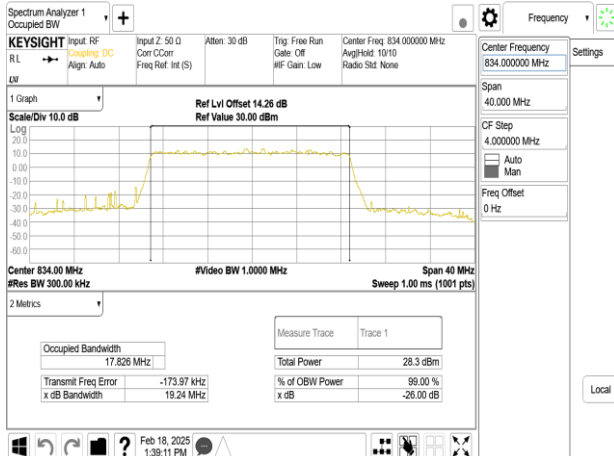 Spectrum Analyzer 1
Occupied BW
+
Frequency
KEYSIGHT
RL
LXI
Input: RF
Coupling: DC
Align: Auto
Input Z: 50 Ω
Corr CCorr
Freq Ref: Int (S)
Atten: 30 dB
Trig: Free Run
Gate: Off
#IF Gain: Low
Center Freq: 834.000000 MHz
Avg|Hold: 10/10
Radio Std: None
Center Frequency
834.000000 MHz
Settings
Span
40.000 MHz
CF Step
4.000000 MHz
Auto
Man
Freq Offset
0 Hz
Local
1 Graph
Scale/Div 10.0 dB
Ref Lvl Offset 14.26 dB
Ref Value 30.00 dBm
Log
20.0
10.0
0.00
-10.0
-20.0
-30.0
-40.0
-50.0
-60.0
Center 834.00 MHz
#Res BW 300.00 kHz
#Video BW 1.0000 MHz
Span 40 MHz
Sweep 1.00 ms (1001 pts)
2 Metrics
Measure Trace Trace 1
Occupied Bandwidth
17.826 MHz
Total Power 28.3 dBm
Transmit Freq Error -173.97 kHz
% of OBW Power 99.00 %
x dB Bandwidth 19.24 MHz
x dB -26.00 dB
?
Feb 18, 2025
1:39:11 PM